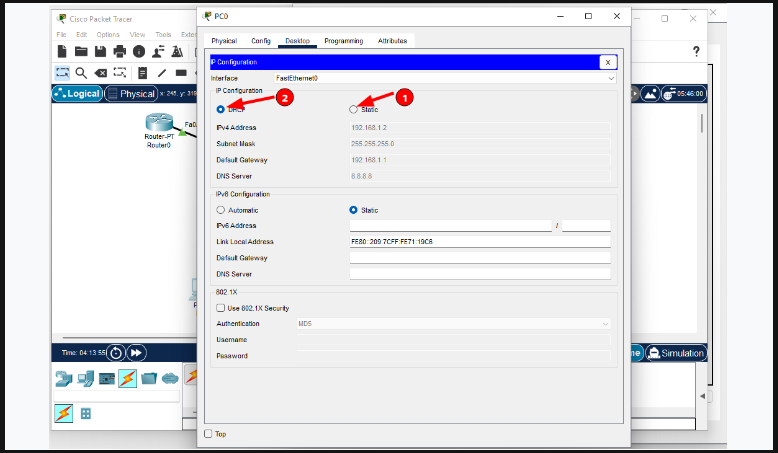 Cisco Packet Tracer
File Edit Options View Tools Exten
Logical Physical x: 245, y: 319
05:46:00
Router-PT
Router0
Fa0
PC0
Physical Config Desktop Programming Attributes
IP Configuration X
Interface FastEthernet0
IP Configuration
DHCP Static
2
1
IPv4 Address 192.168.1.2
Subnet Mask 255.255.255.0
Default Gateway 192.168.1.1
DNS Server 8.8.8.8
IPv6 Configuration
Automatic Static
IPv6 Address /
Link Local Address FE80::209:7CFF:FE71:19C6
Default Gateway
DNS Server
802.1X
Use 802.1X Security
Authentication MD5
Username
Password
Top
Time: 04:13:55
me Simulation